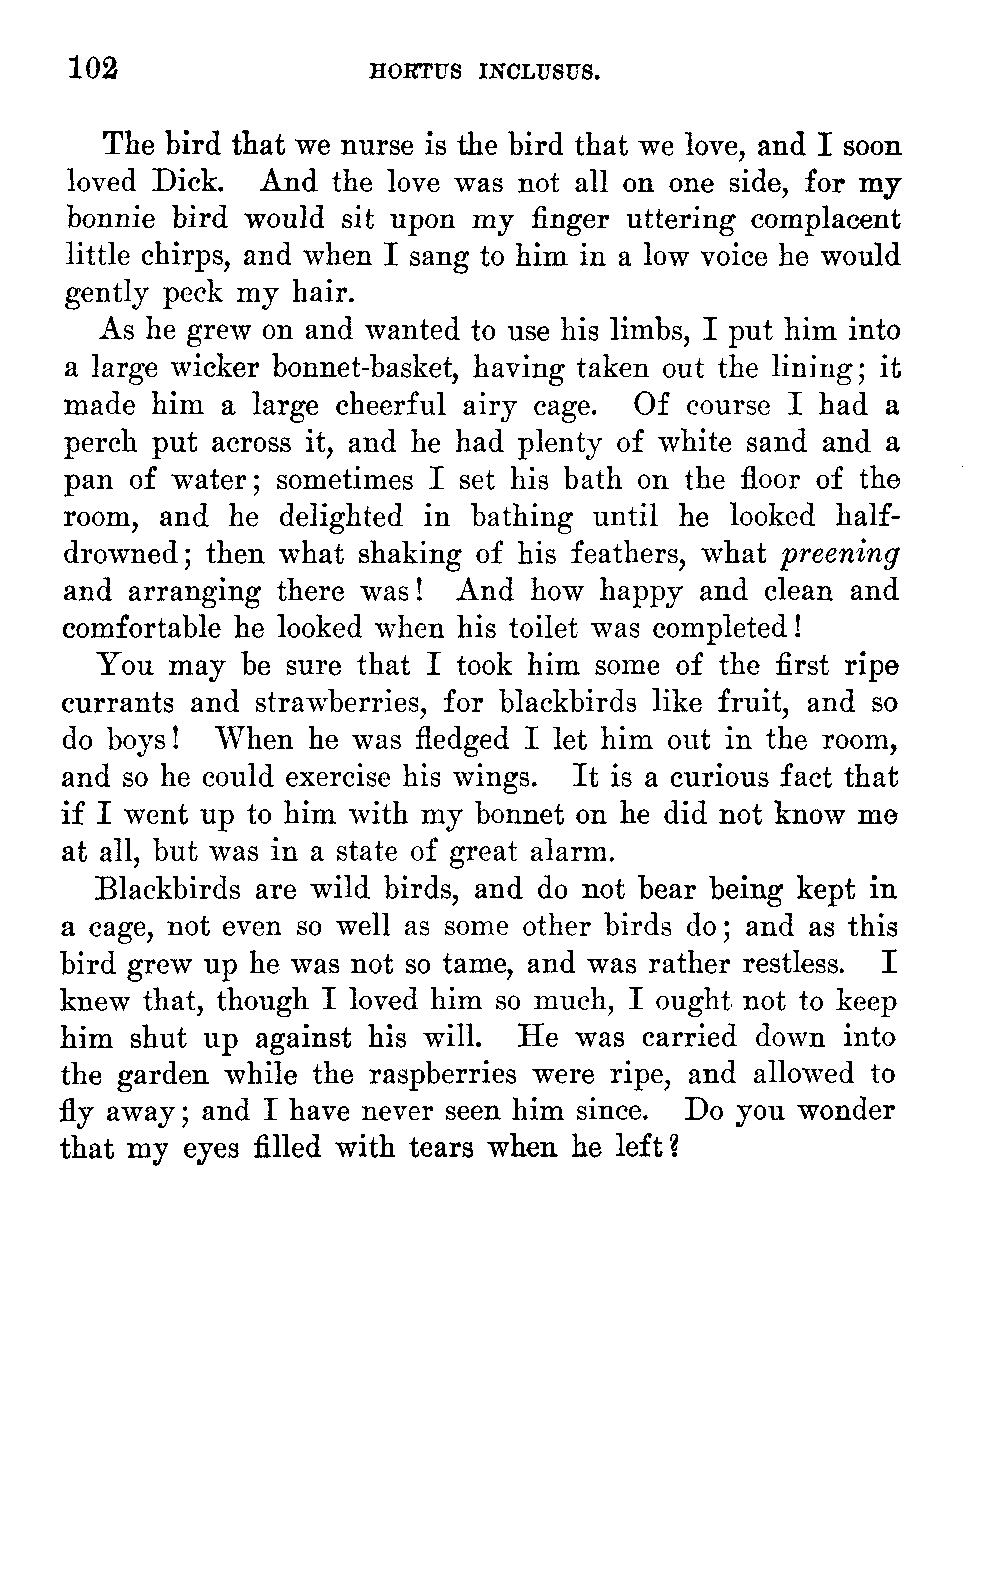 102
HORTUS INCLUSUS.
The bird that we nurse is the bird that we love, and I soon
loved Dick. And the love was not all on one side, for my
bonnie bird would sit upon my finger uttering complacent
little chirps, and when I sang to him in a low voice he would
gently peck my hair.
As he grew on and wanted to use his limbs, I put him into
a large wicker bonnet-basket, having taken out the lining; it
made him a large cheerful airy cage. Of course I had a
perch put across it, and he had plenty of white sand and a
pan of water; sometimes I set his bath on the floor of the
room, and he delighted in bathing until he looked half-
drowned; then what shaking of his feathers, what preening
and arranging there was! And how happy and clean and
comfortable he looked when his toilet was completed!
You may be sure that I took him some of the first ripe
currants and strawberries, for blackbirds like fruit, and so
do boys! When he was fledged I let him out in the room,
and so he could exercise his wings. It is a curious fact that
if I went up to him with my bonnet on he did not know me
at all, but was in a state of great alarm.
Blackbirds are wild birds, and do not bear being kept in
a cage, not even so well as some other birds do; and as this
bird grew up he was not so tame, and was rather restless. I
knew that, though I loved him so much, I ought not to keep
him shut up against his will. He was carried down into
the garden while the raspberries were ripe, and allowed to
fly away; and I have never seen him since. Do you wonder
that my eyes filled with tears when he left?